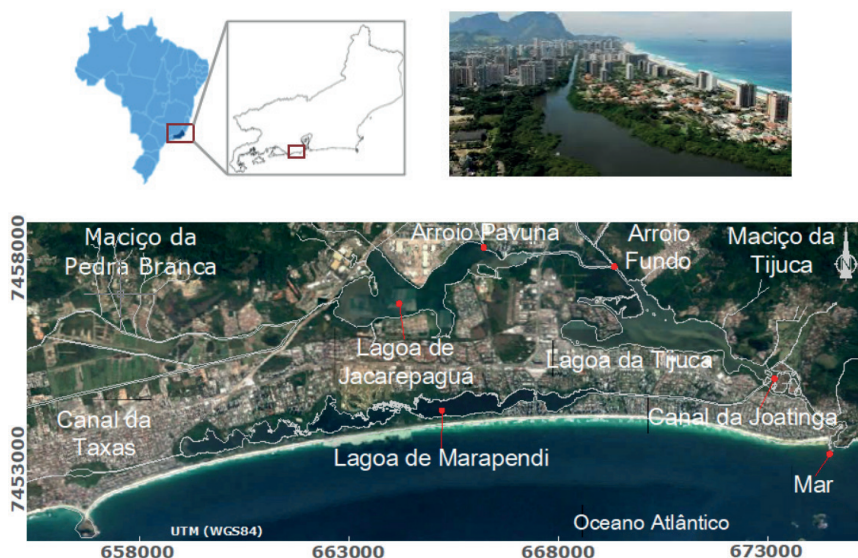 Maciço da
Pedra Branca
Arroio Pavuna
Arroio
Fundo
Maciço da
Tijuca
N
7458000
Lagoa de
Jacarepaguá
Lagoa da Tijuca
Canal da
Taxas
Canal da Joatinga
Lagoa de Marapendi
Mar
7453000
UTM (WGS84)
Oceano Atlântico
658000
663000
668000
673000